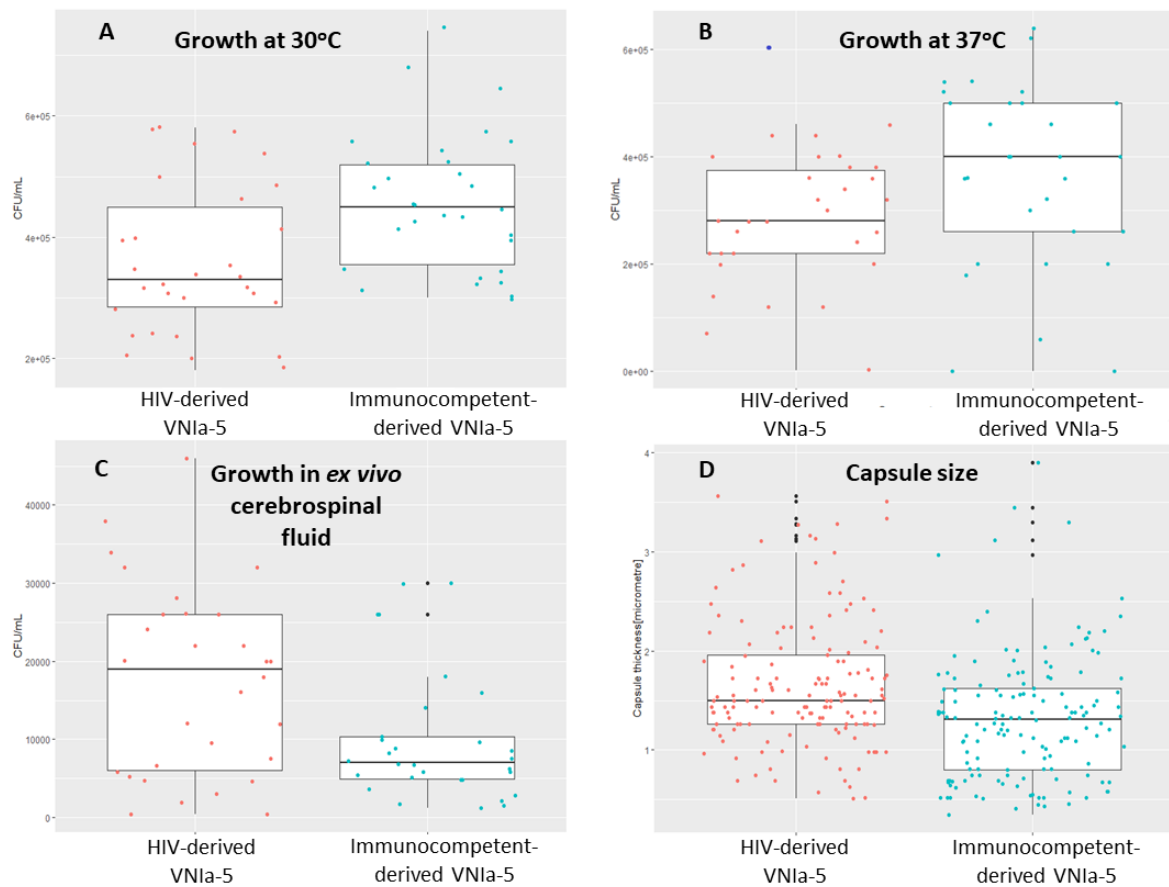 A
Growth at 30°C
CFU/mL
6e+05
4e+05
2e+05
HIV-derived
VNIa-5
Immunocompetent-
derived VNIa-5
B
Growth at 37°C
CFU/mL
6e+05
4e+05
2e+05
0e+00
HIV-derived
VNIa-5
Immunocompetent-
derived VNIa-5
C
Growth in ex vivo
cerebrospinal
fluid
CFU/mL
40000
30000
20000
10000
0
HIV-derived
VNIa-5
Immunocompetent-
derived VNIa-5
D
Capsule size
Capsule thickness[micrometre]
4
3
2
1
HIV-derived
VNIa-5
Immunocompetent-
derived VNIa-5